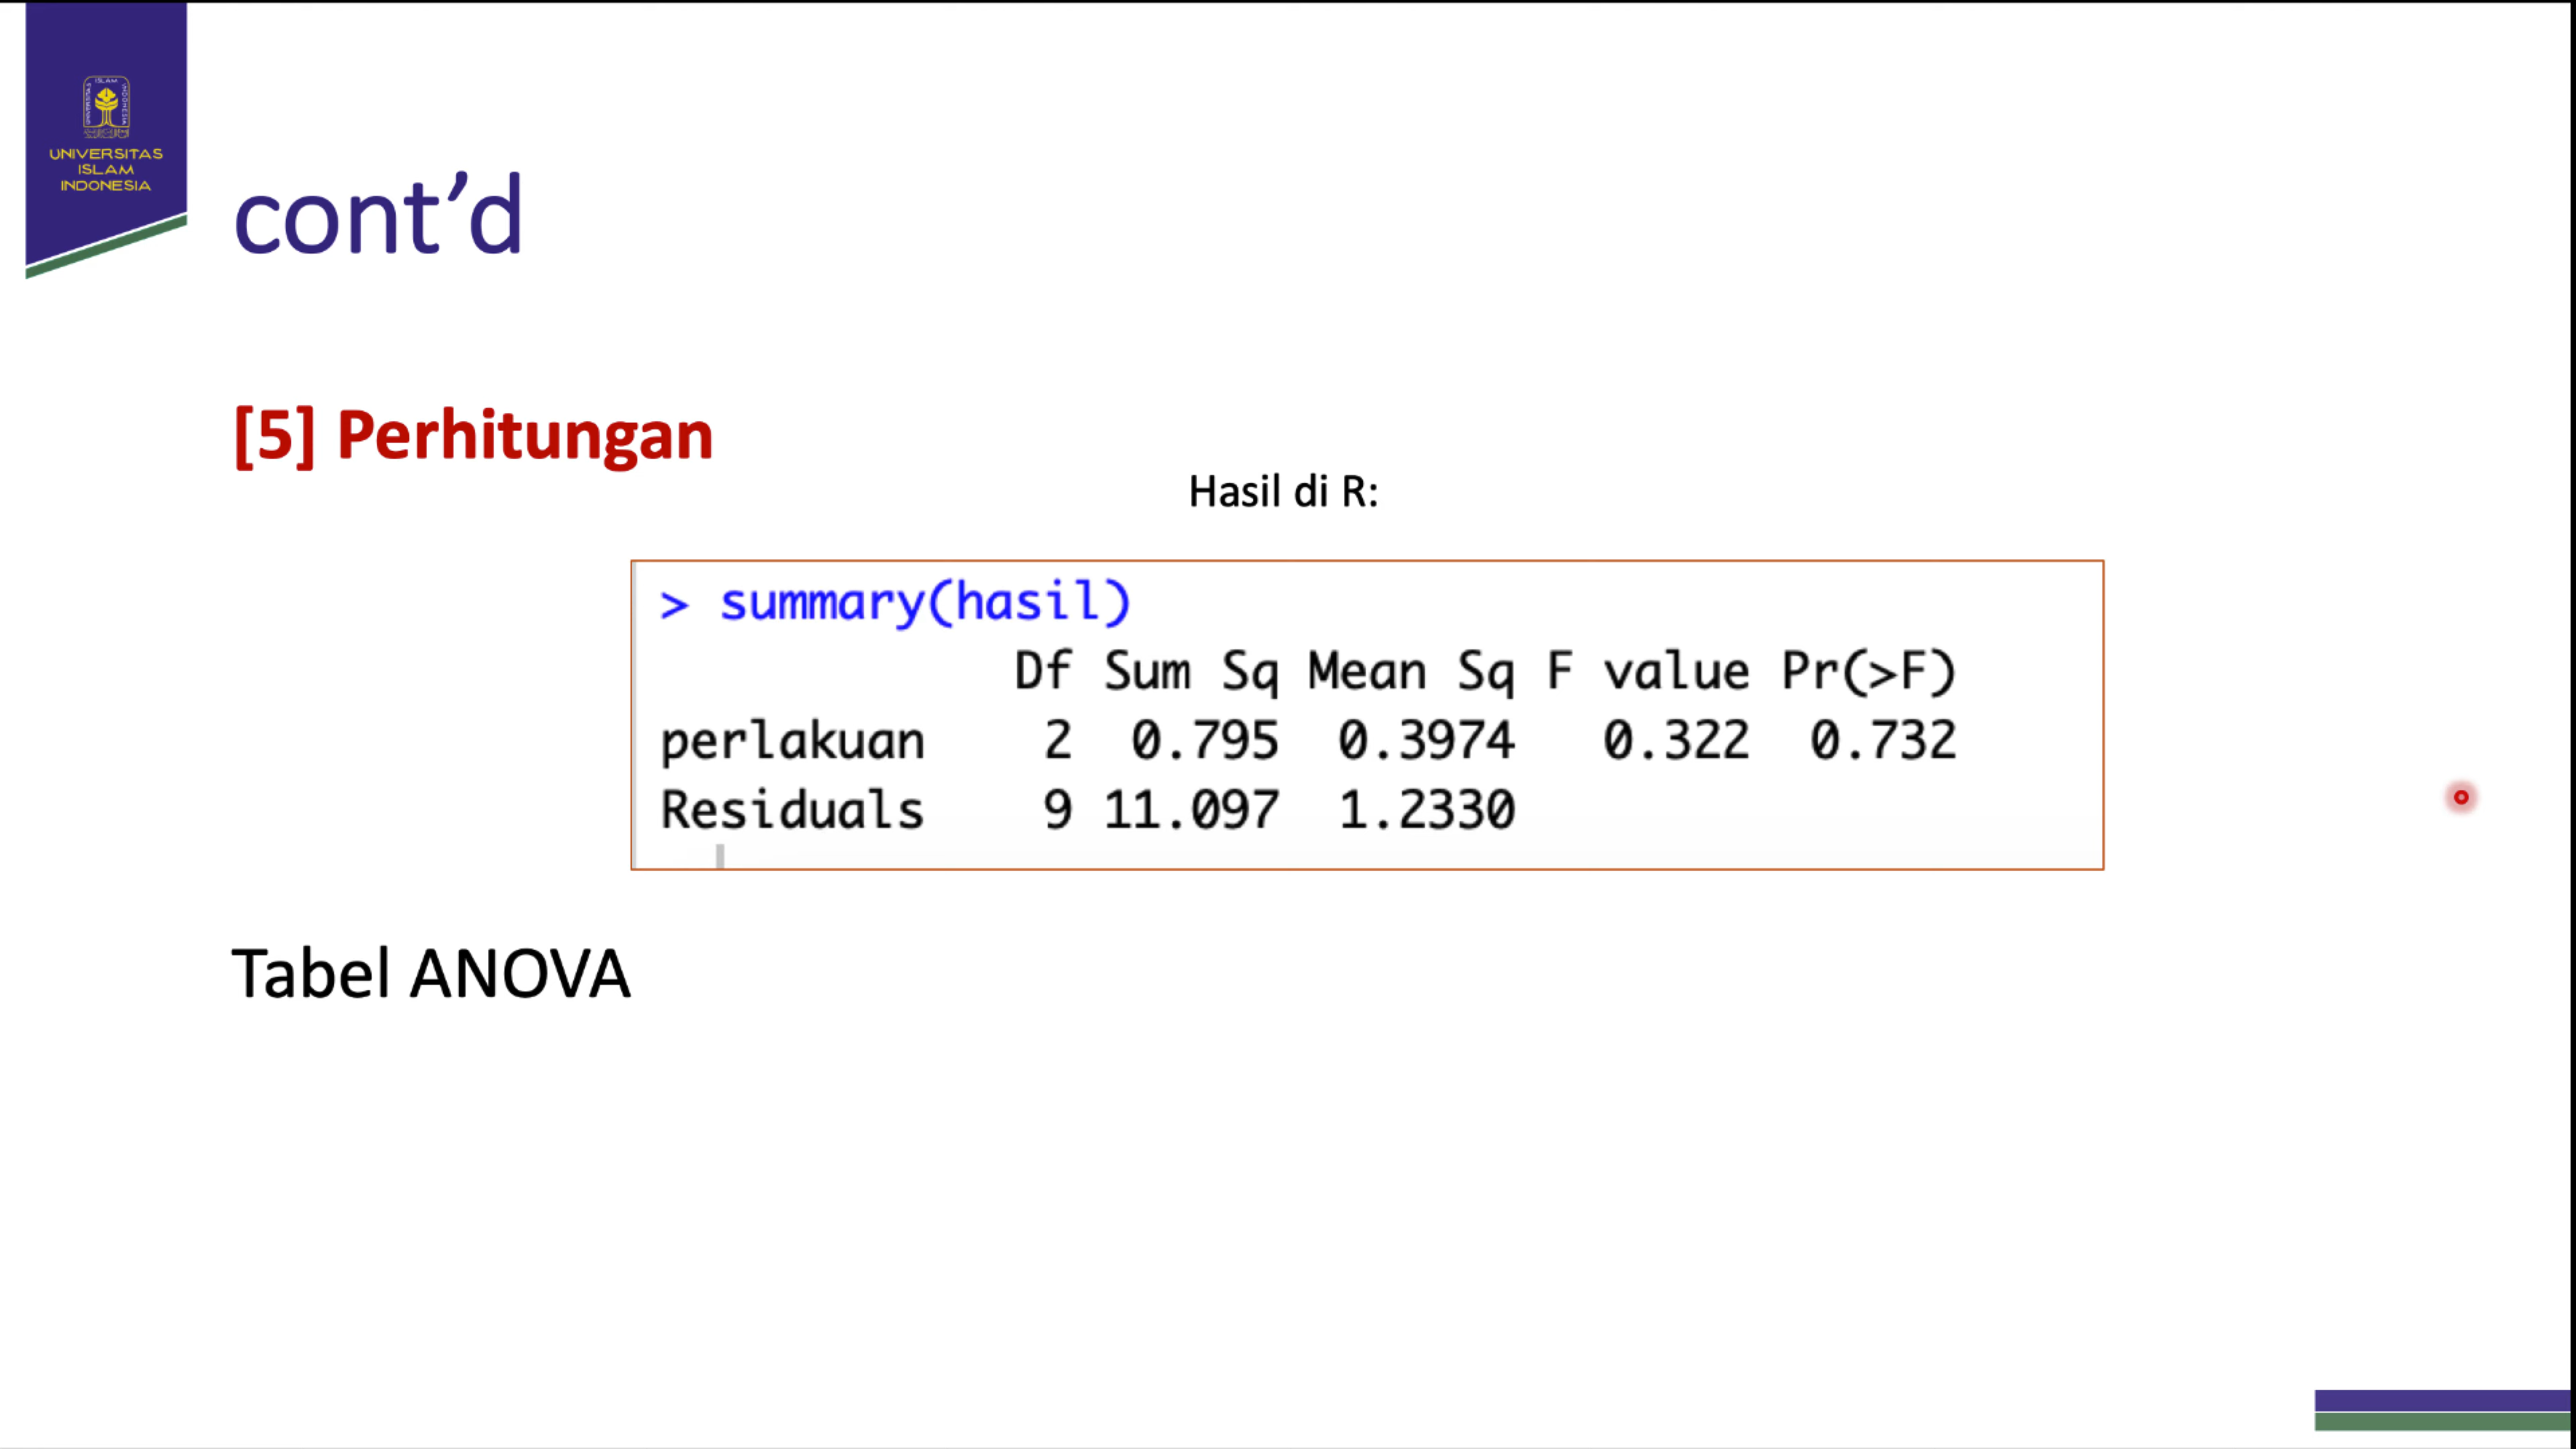 UNIVERSITAS
ISLAM
INDONESIA
cont’d
[5] Perhitungan
Hasil di R:
> summary(hasil)
Df Sum Sq Mean Sq F value Pr(>F)
perlakuan 2 0.795 0.3974 0.322 0.732
Residuals 9 11.097 1.2330
Tabel ANOVA